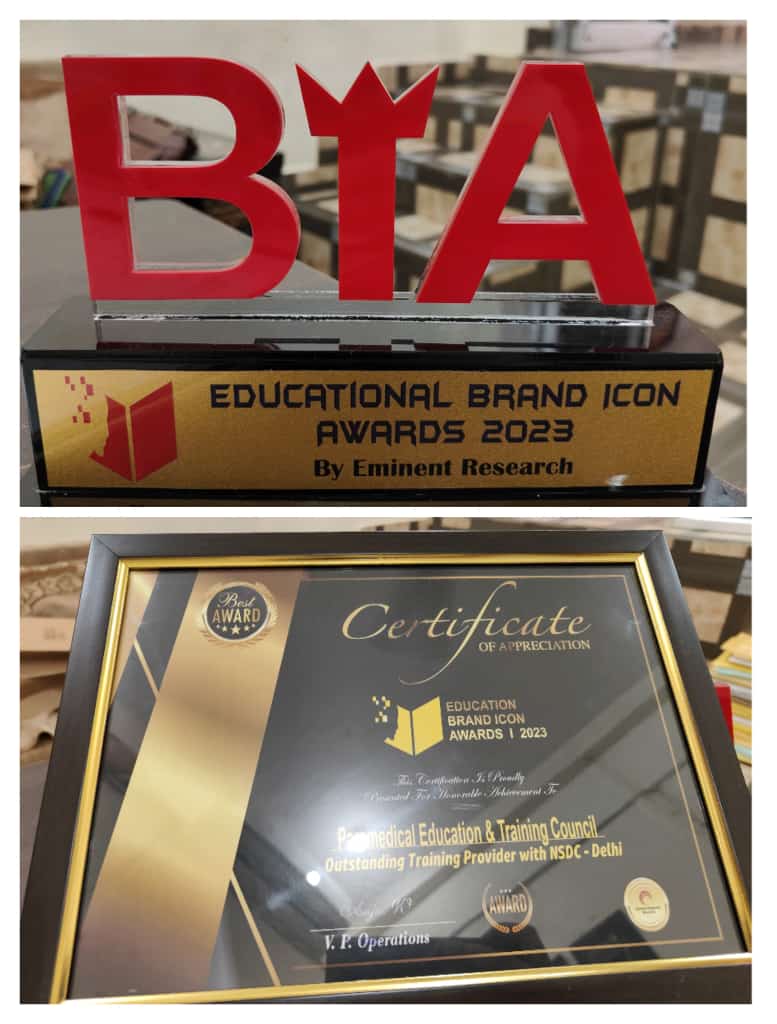 BIA
EDUCATIONAL BRAND ICON
AWARDS 2023
By Eminent Research
Best
AWARD
Certificate
OF APPRECIATION
EDUCATION
BRAND ICON
AWARDS | 2023
This Certification Is Proudly
Presented For Honorable Achievement To
Paramedical Education & Training Council
Outstanding Training Provider with NSDC - Delhi
V. P. Operations
AWARD